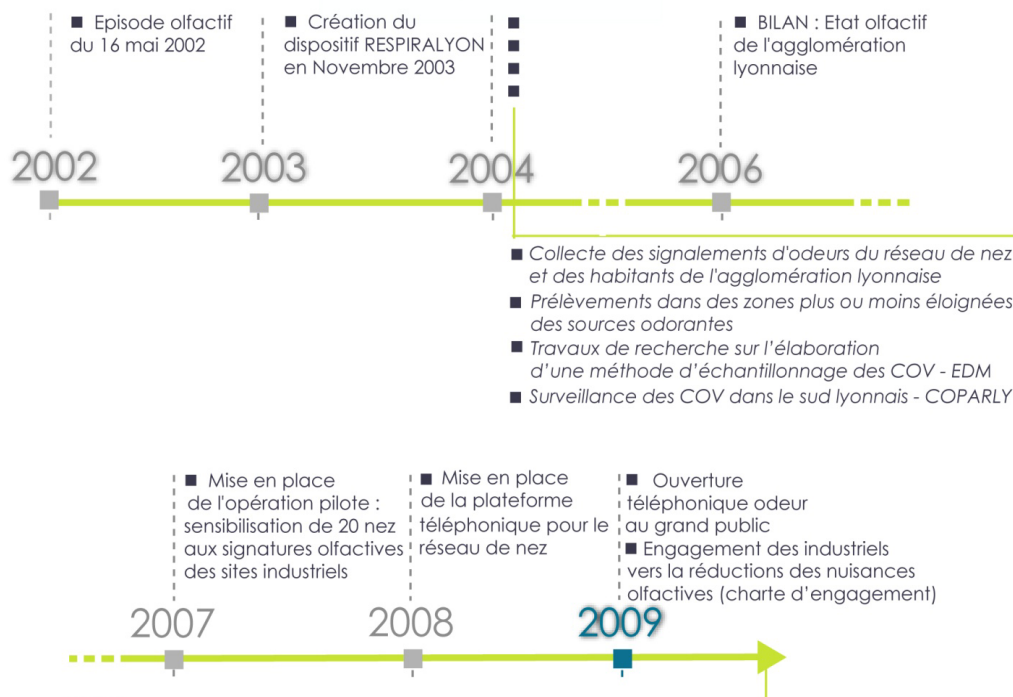 ■ Episode olfactif
du 16 mai 2002
■ Création du
dispositif RESPIRALYON
en Novembre 2003
■ BILAN : Etat olfactif
de l'agglomération
lyonnaise
2002
2003
2004
2006
■ Collecte des signalements d'odeurs du réseau de nez
et des habitants de l'agglomération lyonnaise
■ Prélèvements dans des zones plus ou moins éloignées
des sources odorantes
■ Travaux de recherche sur l'élaboration
d'une méthode d'échantillonnage des COV - EDM
■ Surveillance des COV dans le sud lyonnais - COPARLY
■ Mise en place
de l'opération pilote :
sensibilisation de 20 nez
aux signatures olfactives
des sites industriels
■ Mise en place
de la plateforme
téléphonique pour le
réseau de nez
■ Ouverture
téléphonique odeur
au grand public
■ Engagement des industriels
vers la réductions des nuisances
olfactives (charte d'engagement)
2007
2008
2009